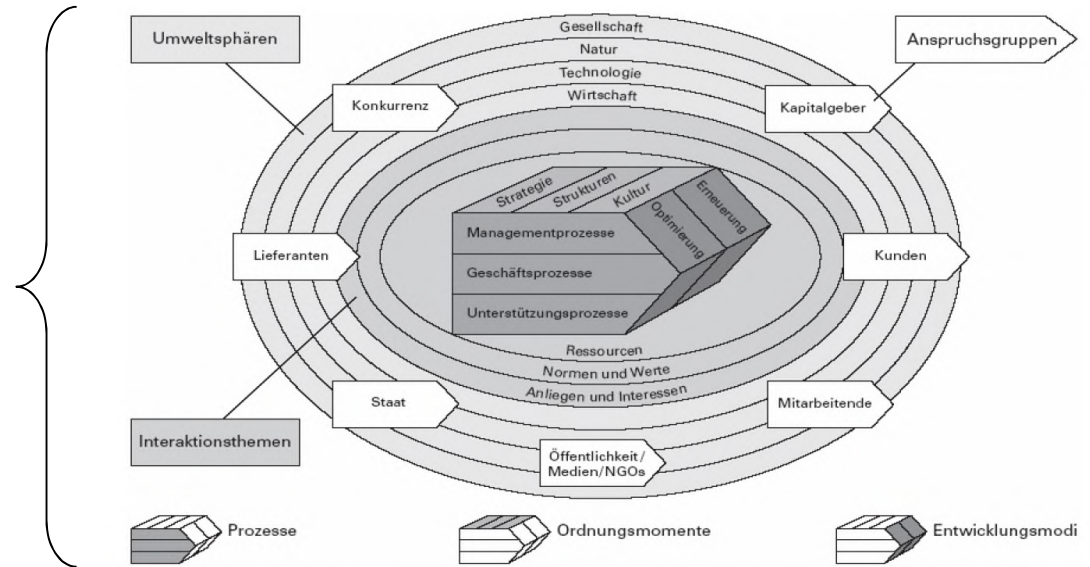 Umweltsphären
Anspruchsgruppen
Gesellschaft
Natur
Technologie
Wirtschaft
Konkurrenz
Kapitalgeber
Strategie
Strukturen
Kultur
Optimierung
Erneuerung
Managementprozesse
Geschäftsprozesse
Unterstützungsprozesse
Lieferanten
Kunden
Ressourcen
Normen und Werte
Anliegen und Interessen
Staat
Mitarbeitende
Interaktionsthemen
Öffentlichkeit/
Medien/NGOs
Prozesse
Ordnungsmomente
Entwicklungsmodi